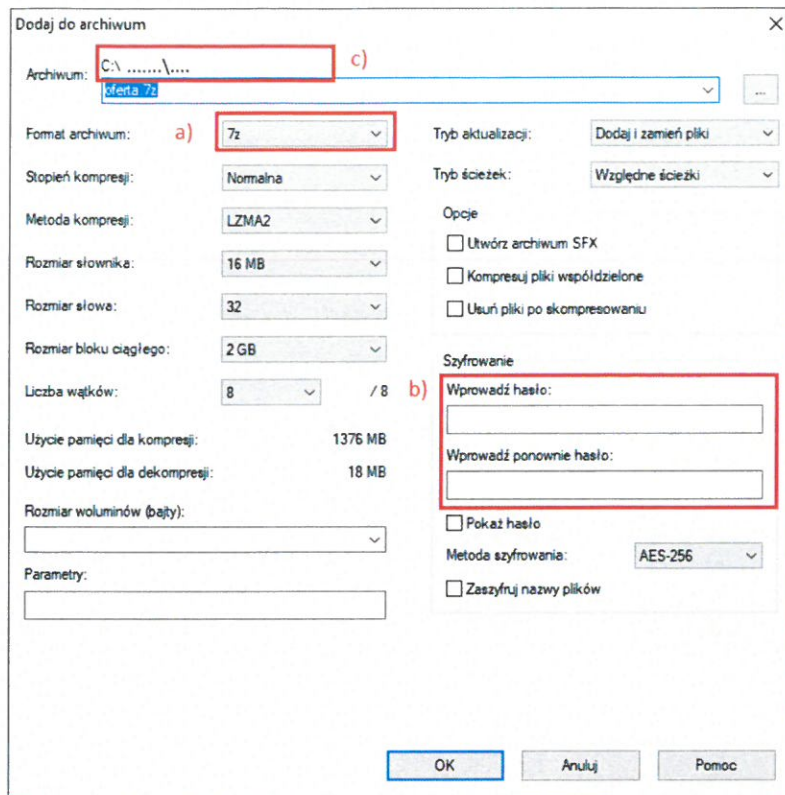 Dodaj do archiwum
Archiwum:
C:\ .......\....
c)
oferta.7z
...
Format archiwum:
a)
7z
Stopień kompresji:
Normalna
Metoda kompresji:
LZMA2
Rozmiar słownika:
16 MB
Rozmiar słowa:
32
Rozmiar bloku ciągłego:
2 GB
Liczba wątków:
8
/ 8
Użycie pamięci dla kompresji:
1376 MB
Użycie pamięci dla dekompresji:
18 MB
Rozmiar woluminów (bajty):
Parametry:
Tryb aktualizacji:
Dodaj i zamień pliki
Tryb ścieżek:
Względne ścieżki
Opcje
Utwórz archiwum SFX
Kompresuj pliki współdzielone
Usuń pliki po skompresowaniu
Szyfrowanie
b)
Wprowadź hasło:
Wprowadź ponownie hasło:
Pokaż hasło
Metoda szyfrowania:
AES-256
Zaszyfruj nazwy plików
OK
Anuluj
Pomoc